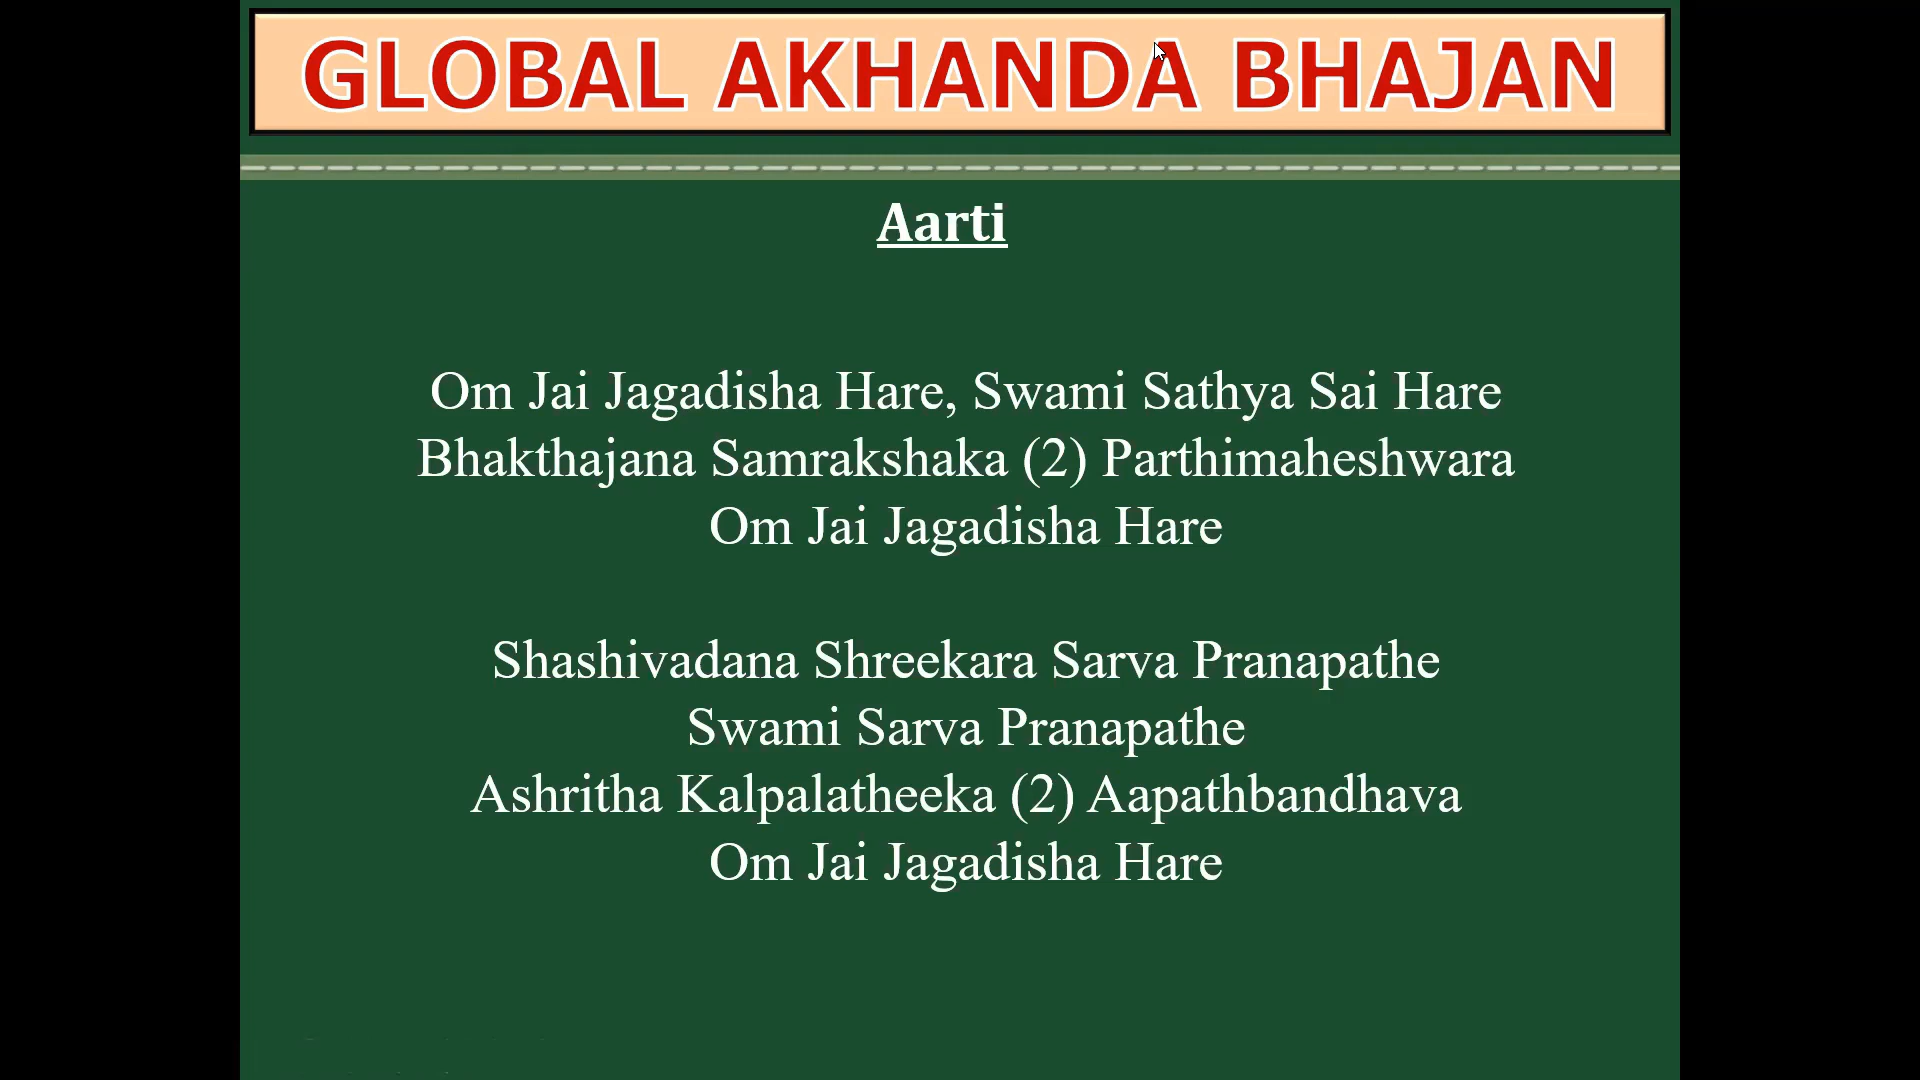 GLOBAL AKHANDA BHAJAN
Aarti
Om Jai Jagadisha Hare, Swami Sathya Sai Hare
Bhakthajana Samrakshaka (2) Parthimaheshwara
Om Jai Jagadisha Hare
Shashivadana Shreekara Sarva Pranapathe
Swami Sarva Pranapathe
Ashritha Kalpalatheeka (2) Aapathbandhava
Om Jai Jagadisha Hare